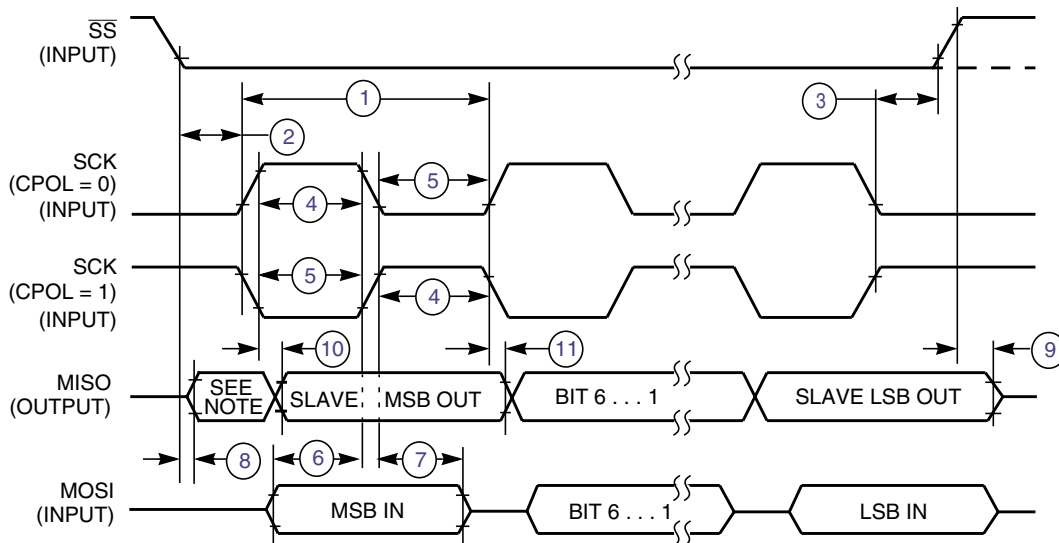 SS
(INPUT)
1
3
2
SCK
(CPOL = 0)
(INPUT)
5
4
SCK
(CPOL = 1)
(INPUT)
5
4
10
11
9
MISO
(OUTPUT)
SEE
NOTE
SLAVE
MSB OUT
BIT 6 . . . 1
SLAVE LSB OUT
8
6
7
MOSI
(INPUT)
MSB IN
BIT 6 . . . 1
LSB IN